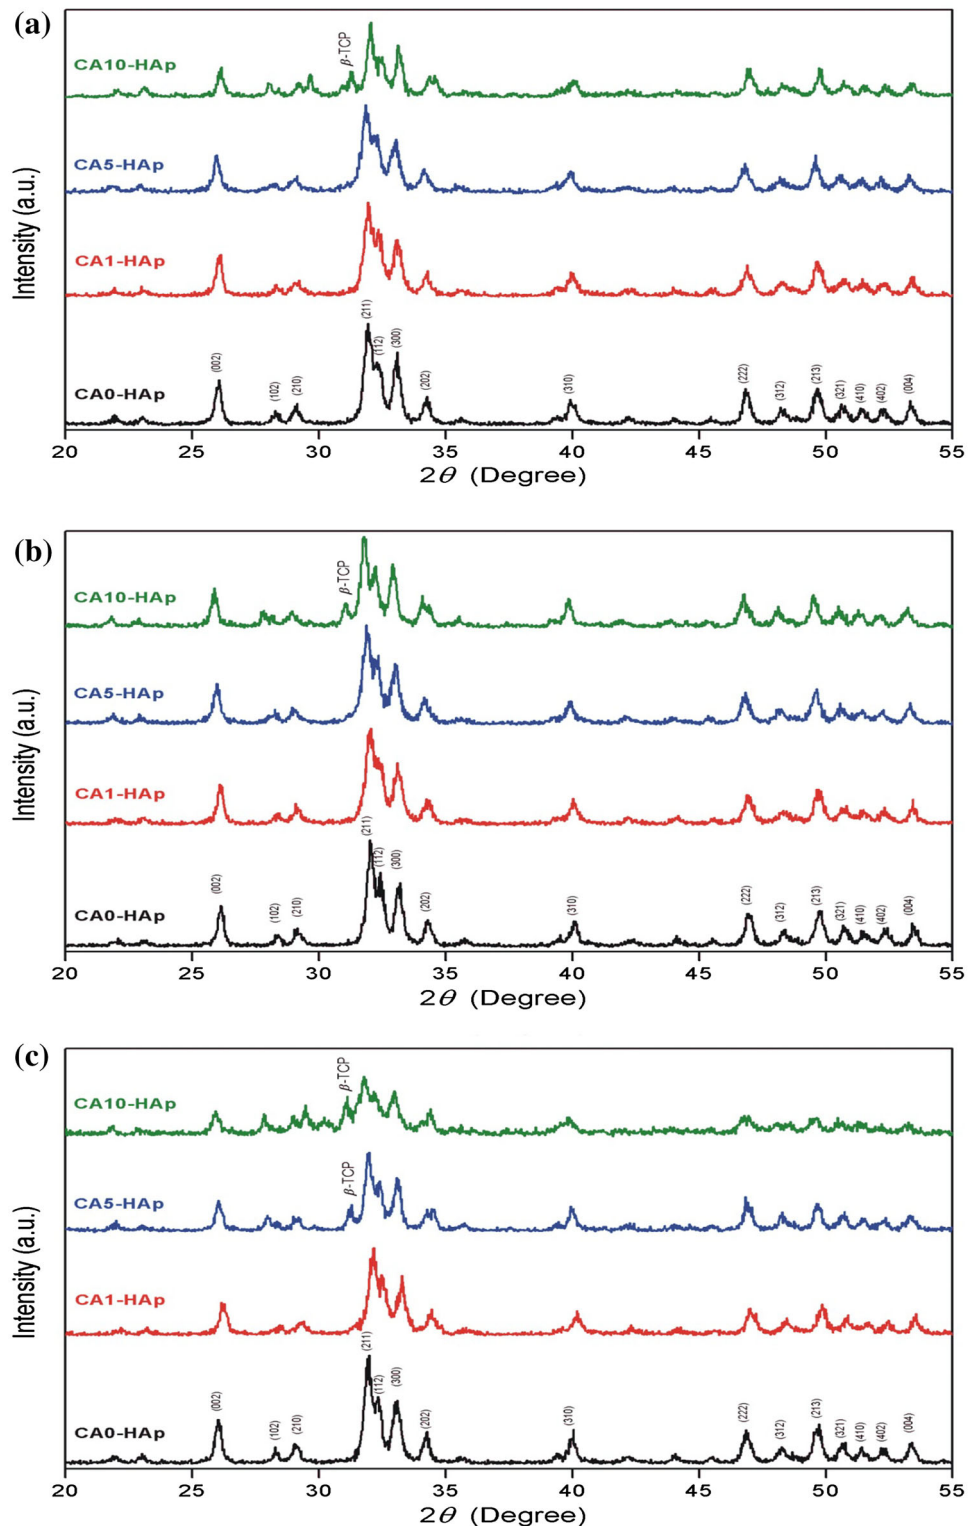 (a)
Intensity (a.u.)
CA10-HAp
β-TCP
CA5-HAp
CA1-HAp
CA0-HAp
(002) (102) (210) (211) (112) (300) (202) (310) (222) (312) (213) (321) (410) (402) (004)
20 25 30 35 40 45 50 55
2θ (Degree)
(b)
Intensity (a.u.)
CA10-HAp
β-TCP
CA5-HAp
CA1-HAp
CA0-HAp
(002) (102) (210) (211) (112) (300) (202) (310) (222) (312) (213) (321) (410) (402) (004)
20 25 30 35 40 45 50 55
2θ (Degree)
(c)
Intensity (a.u.)
CA10-HAp
β-TCP
CA5-HAp
β-TCP
CA1-HAp
CA0-HAp
(002) (102) (210) (211) (112) (300) (202) (310) (222) (312) (213) (321) (410) (402) (004)
20 25 30 35 40 45 50 55
2θ (Degree)